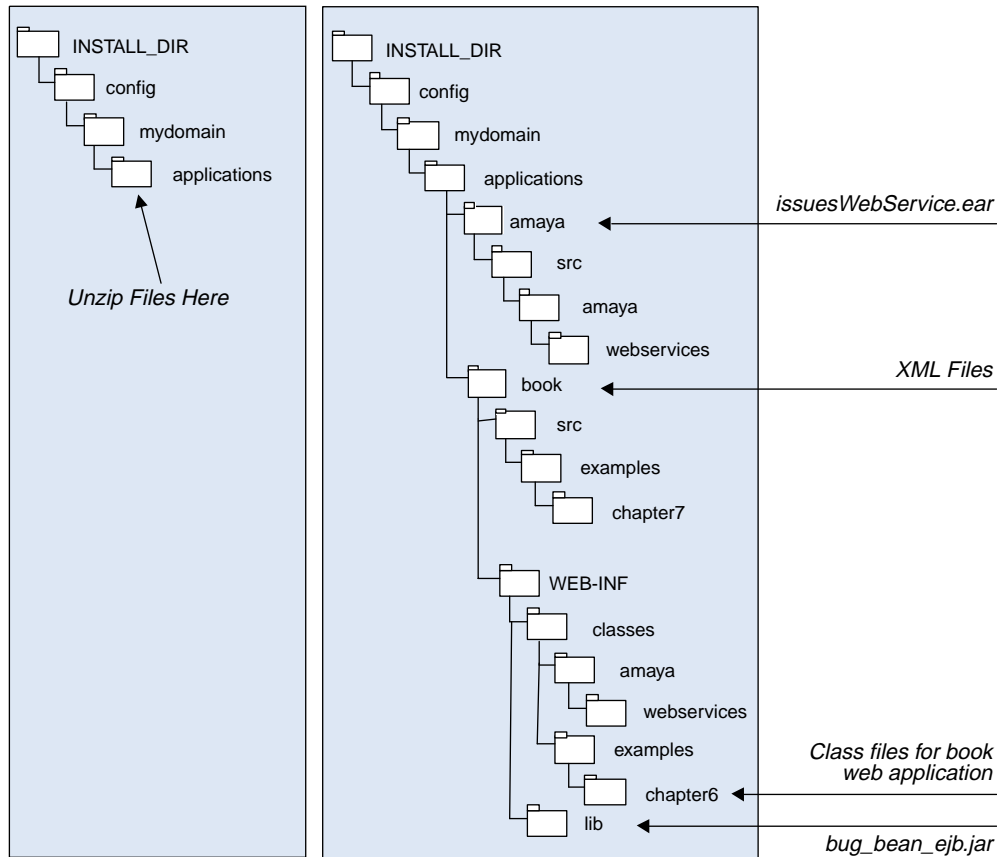 INSTALL_DIR
config
mydomain
applications
Unzip Files Here
INSTALL_DIR
config
mydomain
applications
amaya
issuesWebService.ear
src
amaya
webservices
book
XML Files
src
examples
chapter7
WEB-INF
classes
amaya
webservices
examples
Class files for book
web application
chapter6
lib
bug_bean_ejb.jar